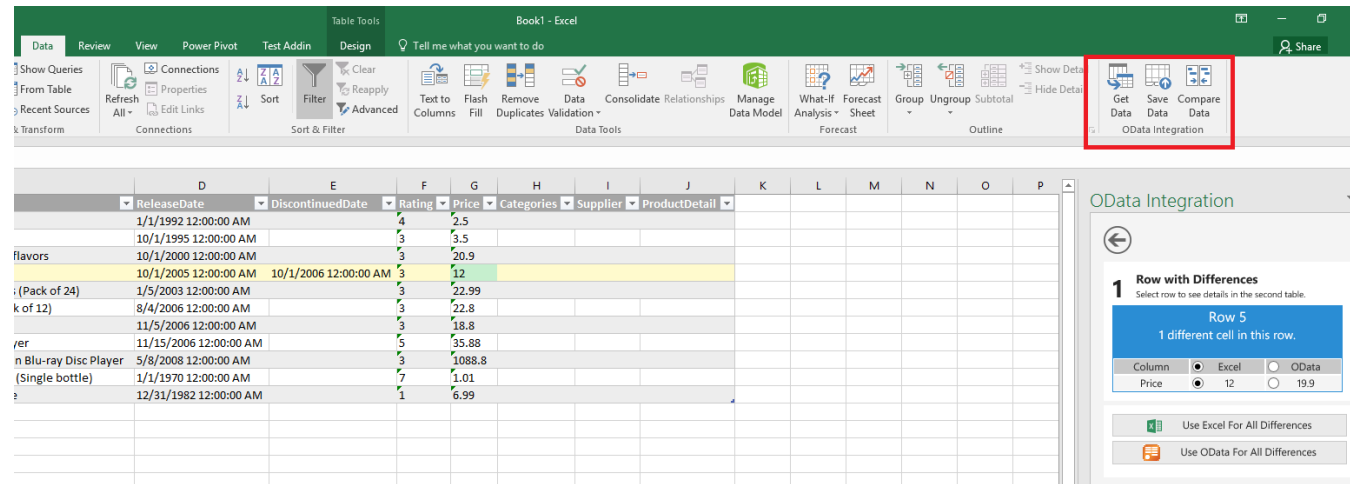 Table Tools
Book1 - Excel
Data Review View Power Pivot Test Addin Design Tell me what you want to do Share
Show Queries
From Table
Recent Sources
& Transform
Refresh All
Connections
Properties
Edit Links
Connections
Sort
Filter
Clear
Reapply
Advanced
Sort & Filter
Text to Columns
Flash Fill
Remove Duplicates
Data Validation
Consolidate
Relationships
Manage Data Model
Data Tools
What-If Analysis
Forecast Sheet
Forecast
Group
Ungroup
Subtotal
Show Deta
Hide Detai
Outline
Get Data
Save Data
Compare Data
OData Integration
D E F G H I J K L M N O P
ReleaseDate DiscontinuedDate Rating Price Categories Supplier ProductDetail
1/1/1992 12:00:00 AM 4 2.5
10/1/1995 12:00:00 AM 3 3.5
flavors 10/1/2000 12:00:00 AM 3 20.9
10/1/2005 12:00:00 AM 10/1/2006 12:00:00 AM 3 12
(Pack of 24) 1/5/2003 12:00:00 AM 3 22.99
k of 12) 8/4/2006 12:00:00 AM 3 22.8
11/5/2006 12:00:00 AM 3 18.8
yer 11/15/2006 12:00:00 AM 5 35.88
n Blu-ray Disc Player 5/8/2008 12:00:00 AM 3 1088.8
(Single bottle) 1/1/1970 12:00:00 AM 7 1.01
12/31/1982 12:00:00 AM 1 6.99
OData Integration
1 Row with Differences
Select row to see details in the second table.
Row 5
1 different cell in this row.
Column Excel OData
Price 12 19.9
Use Excel For All Differences
Use OData For All Differences